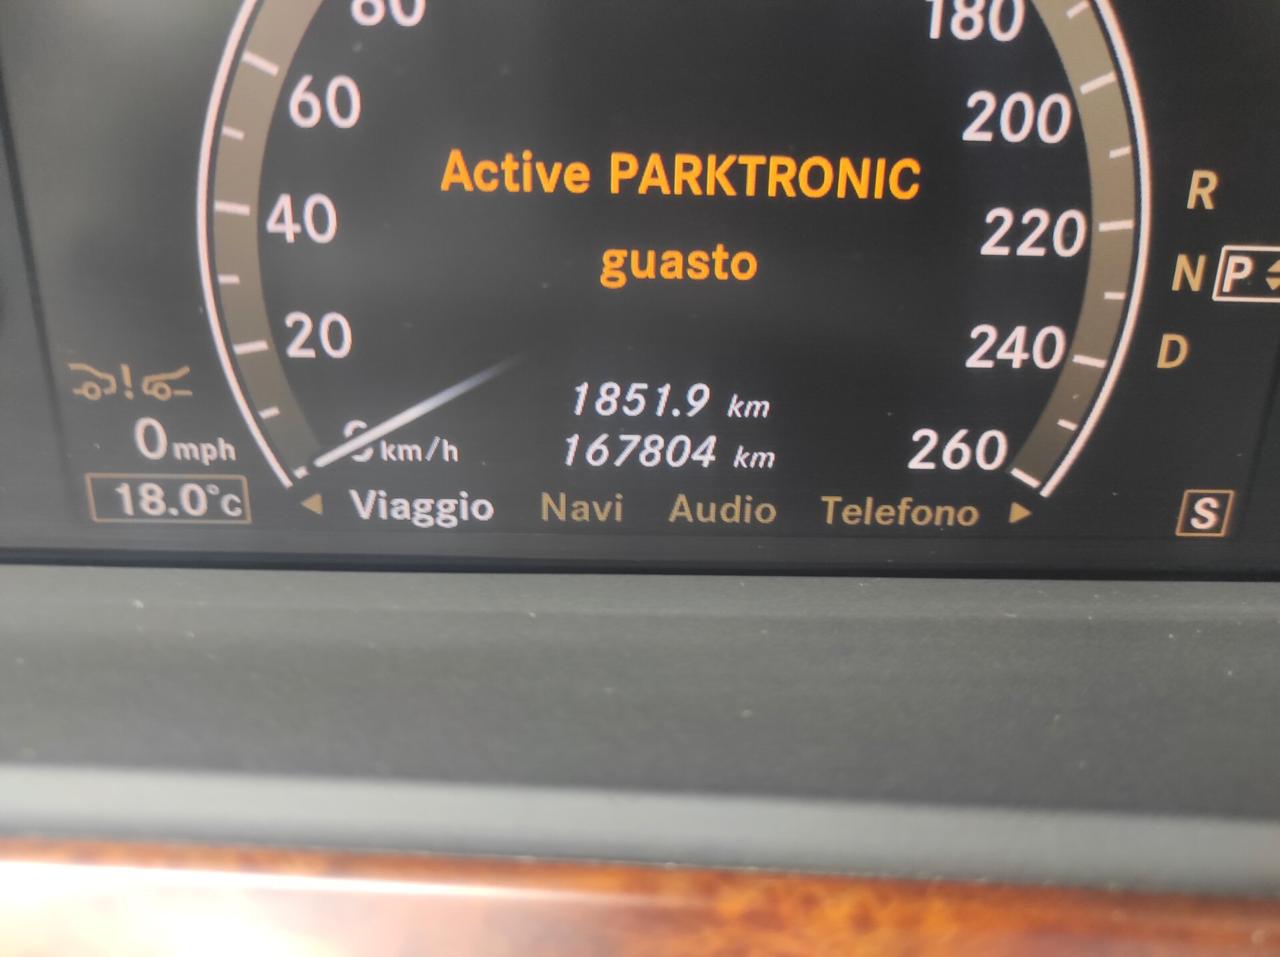 80
180
60
200
Active PARKTRONIC
R
40
220
guasto
N
P
20
240
D
1851.9 km
0 mph
km/h
167804 km
260
18.0°C
Viaggio Navi Audio Telefono
S